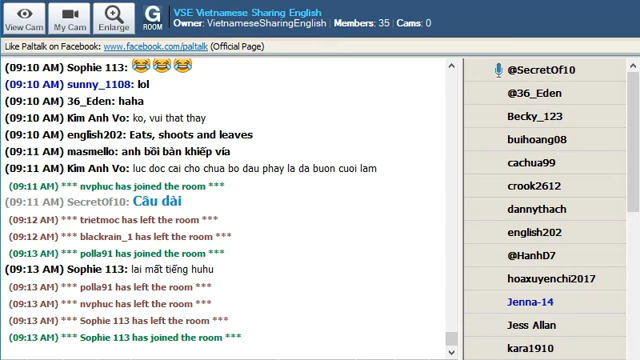 View Cam
My Cam
Enlarge
G
ROOM
VSE Vietnamese Sharing English
Owner: VietnameseSharingEnglish | Members: 35 | Cams: 0
Like Paltalk on Facebook: www.facebook.com/paltalk (Official Page)
(09:10 AM) Sophie 113: 😂 😂 😂
(09:10 AM) sunny_1108: lol
(09:10 AM) 36_Eden: haha
(09:10 AM) Kim Anh Vo: ko, vui that thay
(09:10 AM) english202: Eats, shoots and leaves
(09:11 AM) masmello: anh bồi bàn khiếp vía
(09:11 AM) Kim Anh Vo: luc doc cai cho chua bo dau phay la da buon cuoi lam
(09:11 AM) *** nvphuc has joined the room ***
(09:11 AM) SecretOf10: Câu dài
(09:12 AM) *** trietmoc has left the room ***
(09:12 AM) *** blackrain_1 has left the room ***
(09:13 AM) *** polla91 has joined the room ***
(09:13 AM) Sophie 113: lai mất tiếng huhu
(09:13 AM) *** polla91 has left the room ***
(09:13 AM) *** nvphuc has left the room ***
(09:13 AM) *** Sophie 113 has left the room ***
(09:13 AM) *** Sophie 113 has joined the room ***
@SecretOf10
@36_Eden
Becky_123
buihoang08
cachua99
crook2612
dannythach
english202
@HanhD7
hoaxuyenchi2017
Jenna-14
Jess Allan
kara1910